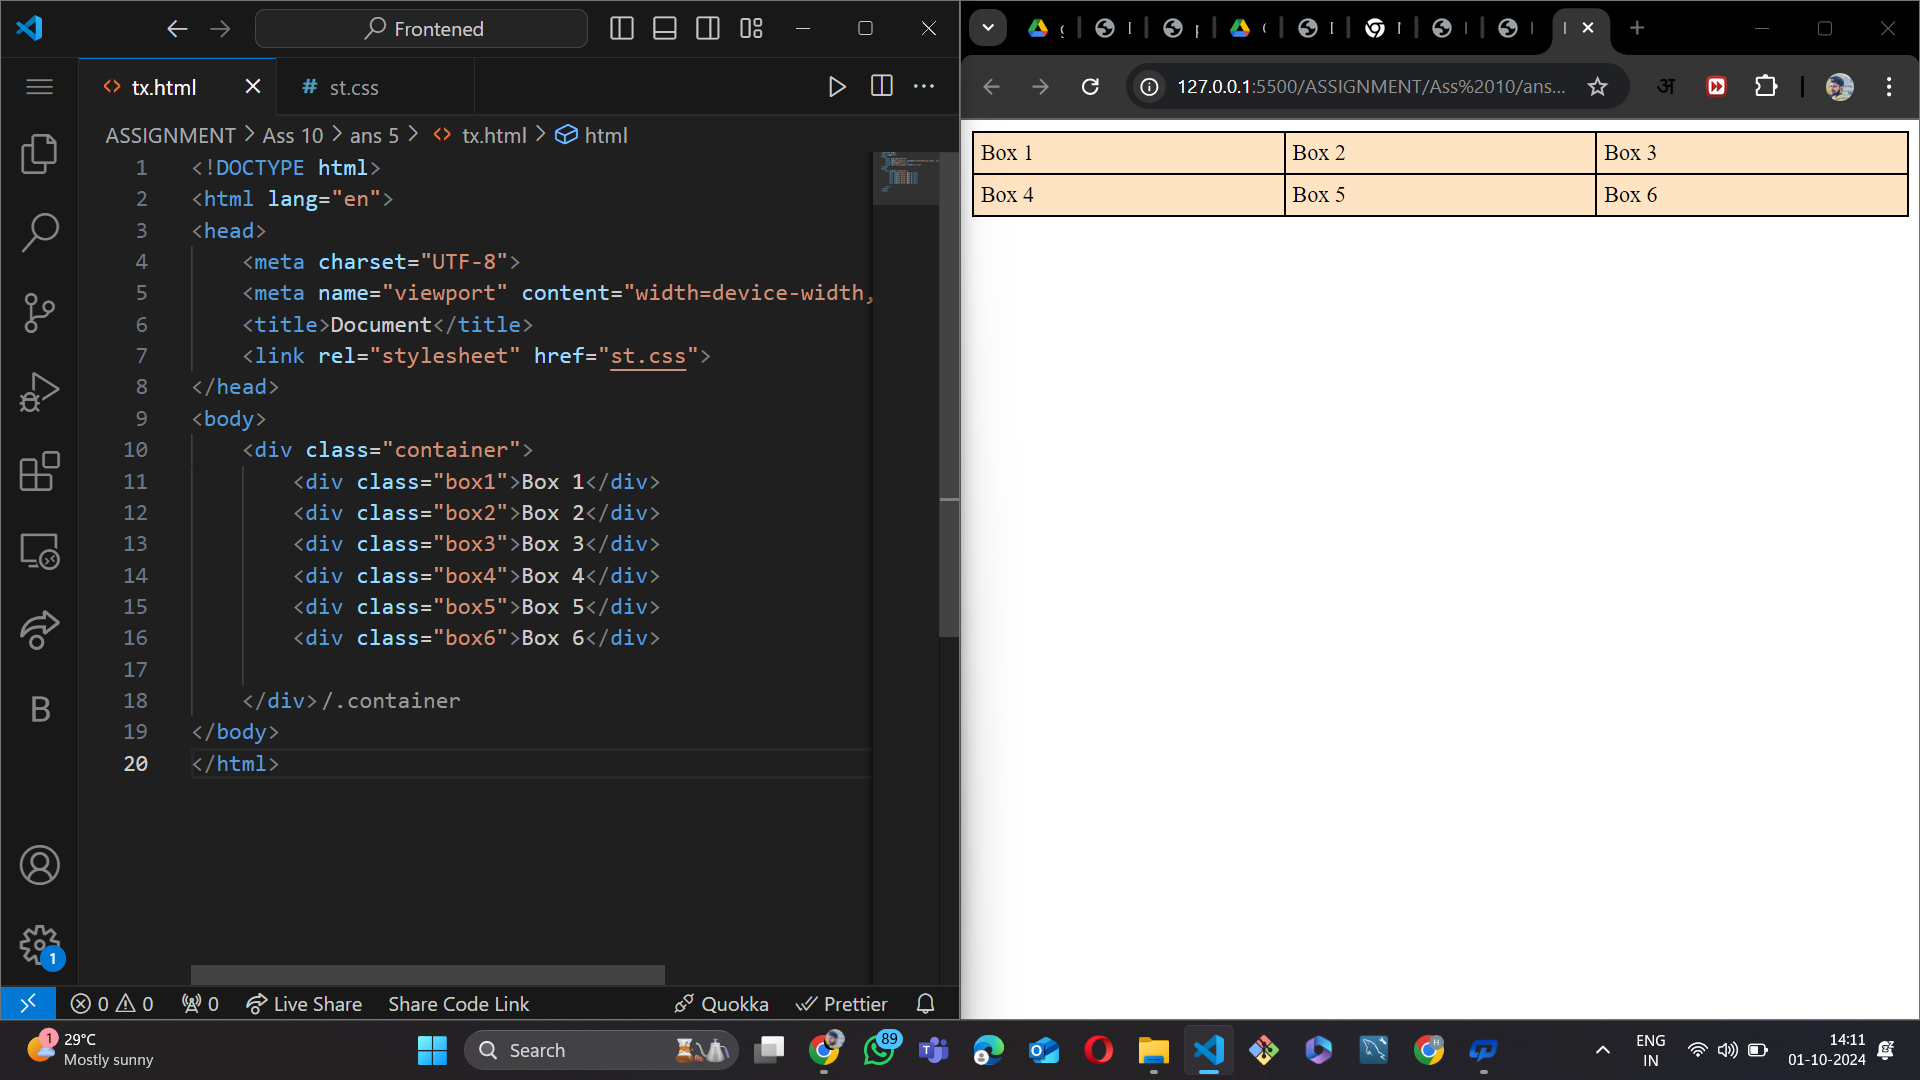 Frontened
tx.html
# st.css
ASSIGNMENT > Ass 10 > ans 5 > <> tx.html > html
1 <!DOCTYPE html>
2 <html lang="en">
3 <head>
4 <meta charset="UTF-8">
5 <meta name="viewport" content="width=device-width,
6 <title>Document</title>
7 <link rel="stylesheet" href="st.css">
8 </head>
9 <body>
10 <div class="container">
11 <div class="box1">Box 1</div>
12 <div class="box2">Box 2</div>
13 <div class="box3">Box 3</div>
14 <div class="box4">Box 4</div>
15 <div class="box5">Box 5</div>
16 <div class="box6">Box 6</div>
17
18 </div>/.container
19 </body>
20 </html>
B
1
0 0 0 Live Share Share Code Link Quokka Prettier
127.0.0.1:5500/ASSIGNMENT/Ass%2010/ans...
अ
Box 1 Box 2 Box 3
Box 4 Box 5 Box 6
1
29°C
Mostly sunny
Search
89
ENG
IN
14:11
01-10-2024